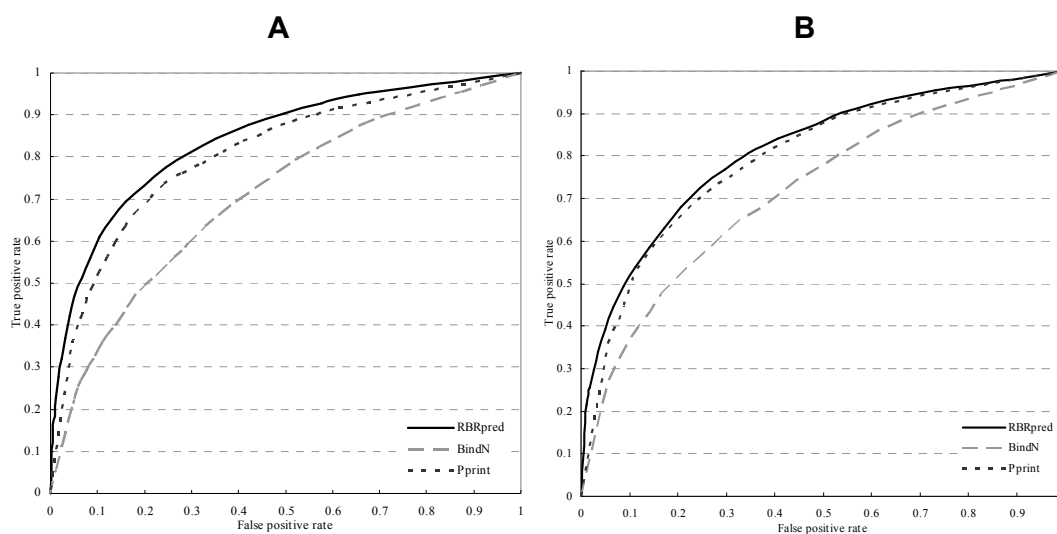 A
1
0.9
0.8
0.7
0.6
0.5
0.4
0.3
0.2
0.1
0
True positive rate
RBRpred
BindN
Pprint
0 0.1 0.2 0.3 0.4 0.5 0.6 0.7 0.8 0.9 1
False positive rate
B
1
0.9
0.8
0.7
0.6
0.5
0.4
0.3
0.2
0.1
0
True positive rate
RBRpred
BindN
Pprint
0 0.1 0.2 0.3 0.4 0.5 0.6 0.7 0.8 0.9
False positive rate